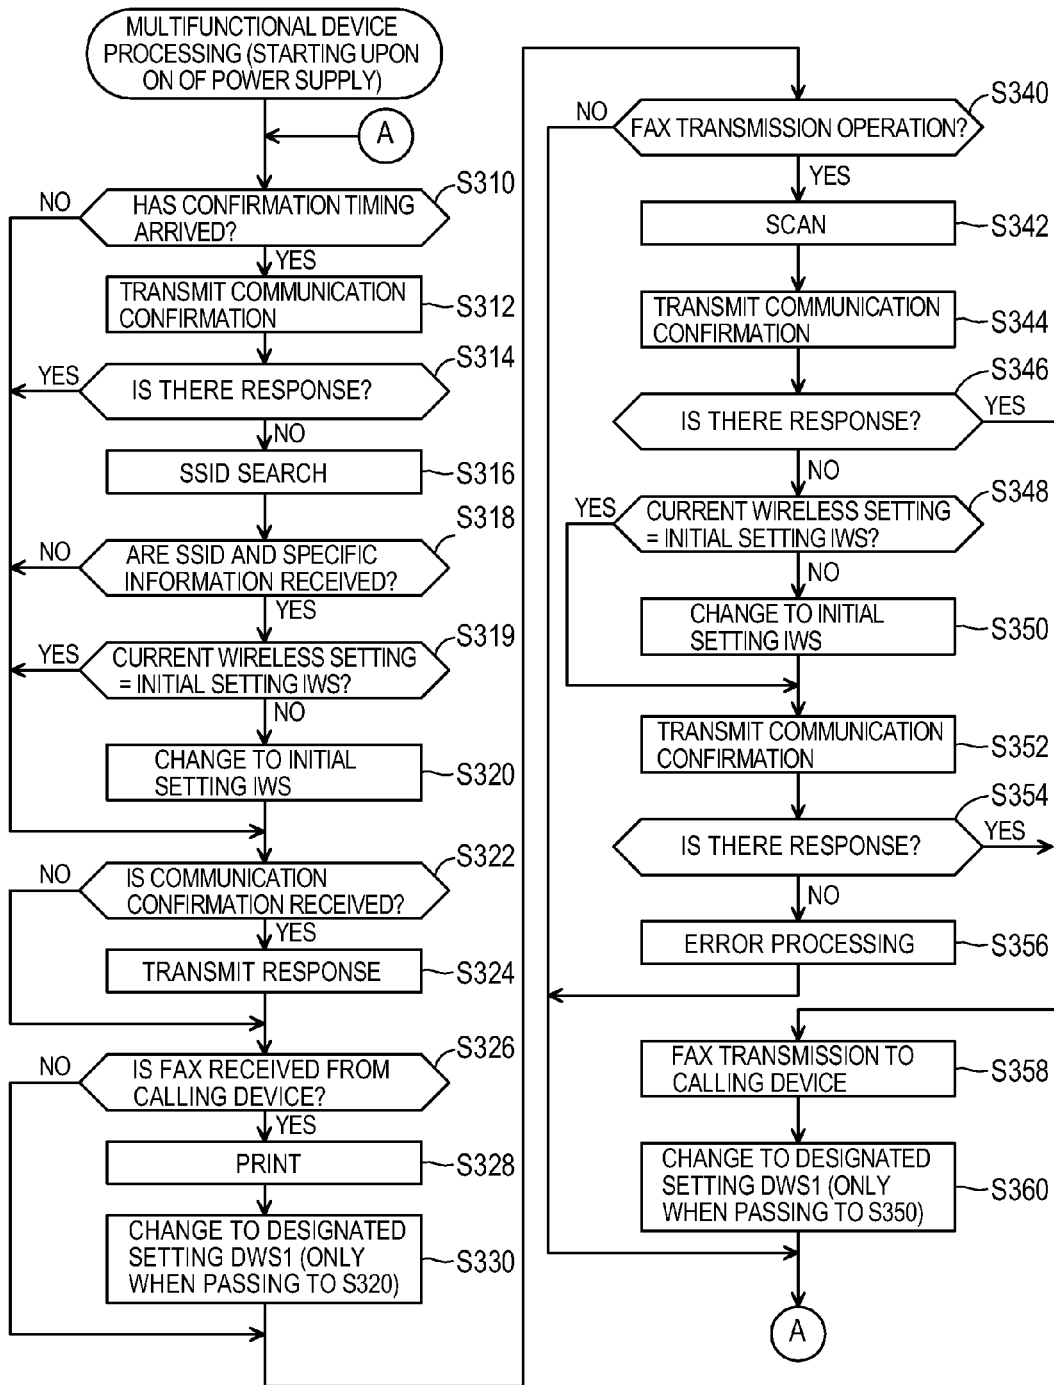 MULTIFUNCTIONAL DEVICE
PROCESSING (STARTING UPON
ON OF POWER SUPPLY)
A
S310
NO
HAS CONFIRMATION TIMING
ARRIVED?
YES
TRANSMIT COMMUNICATION
CONFIRMATION
S312
S314
YES
IS THERE RESPONSE?
NO
SSID SEARCH
S316
S318
NO
ARE SSID AND SPECIFIC
INFORMATION RECEIVED?
YES
S319
YES
CURRENT WIRELESS SETTING
= INITIAL SETTING IWS?
NO
CHANGE TO INITIAL
SETTING IWS
S320
S322
NO
IS COMMUNICATION
CONFIRMATION RECEIVED?
YES
TRANSMIT RESPONSE
S324
S326
NO
IS FAX RECEIVED FROM
CALLING DEVICE?
YES
PRINT
S328
CHANGE TO DESIGNATED
SETTING DWS1 (ONLY
WHEN PASSING TO S320)
S330
S340
NO
FAX TRANSMISSION OPERATION?
YES
SCAN
S342
TRANSMIT COMMUNICATION
CONFIRMATION
S344
S346
IS THERE RESPONSE?
YES
NO
S348
YES
CURRENT WIRELESS SETTING
= INITIAL SETTING IWS?
NO
CHANGE TO INITIAL
SETTING IWS
S350
TRANSMIT COMMUNICATION
CONFIRMATION
S352
S354
IS THERE RESPONSE?
YES
NO
ERROR PROCESSING
S356
FAX TRANSMISSION TO
CALLING DEVICE
S358
CHANGE TO DESIGNATED
SETTING DWS1 (ONLY
WHEN PASSING TO S350)
S360
A